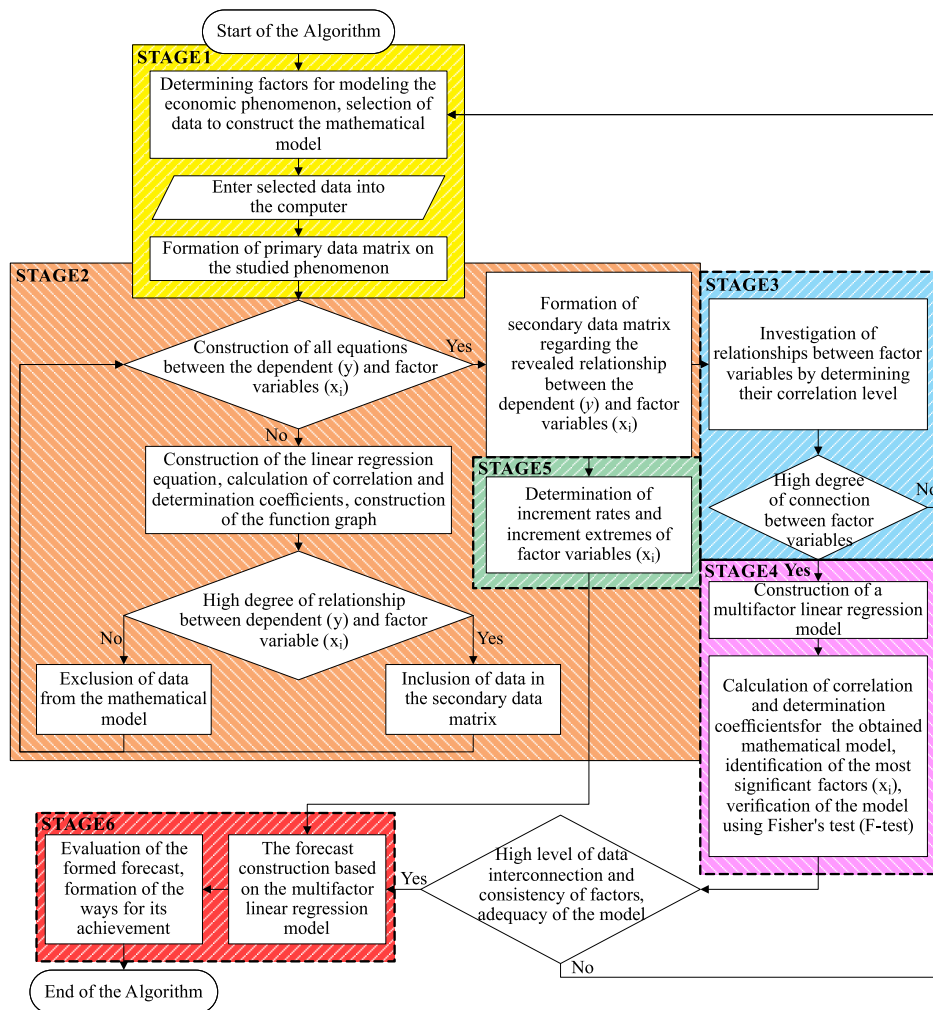 Start of the Algorithm
STAGE1
Determining factors for modeling the
economic phenomenon, selection of
data to construct the mathematical
model
Enter selected data into
the computer
Formation of primary data matrix on
the studied phenomenon
STAGE2
Construction of all equations
between the dependent (y) and factor
variables (xᵢ)
Yes
No
Formation of
secondary data matrix
regarding the
revealed relationship
between the
dependent (y) and factor
variables (xᵢ)
STAGE3
Investigation of
relationships between factor
variables by determining
their correlation level
High degree
of connection
between factor
variables
No
Construction of the linear regression
equation, calculation of correlation and
determination coefficients, construction
of the function graph
STAGE5
Determination of
increment rates and
increment extremes of
factor variables (xᵢ)
High degree of relationship
between dependent (y) and factor
variable (xᵢ)
No
Yes
Exclusion of data
from the mathematical
model
Inclusion of data in
the secondary data
matrix
STAGE4 Yes
Construction of a
multifactor linear regression
model
Calculation of correlation
and determination
coefficientsfor the obtained
mathematical model,
identification of the most
significant factors (xᵢ),
verification of the model
using Fisher's test (F-test)
High level of data
interconnection and
consistency of factors,
adequacy of the model
Yes
No
STAGE6
The forecast
construction based on
the multifactor
linear regression
model
Evaluation of the
formed forecast,
formation of the
ways for its
achievement
End of the Algorithm